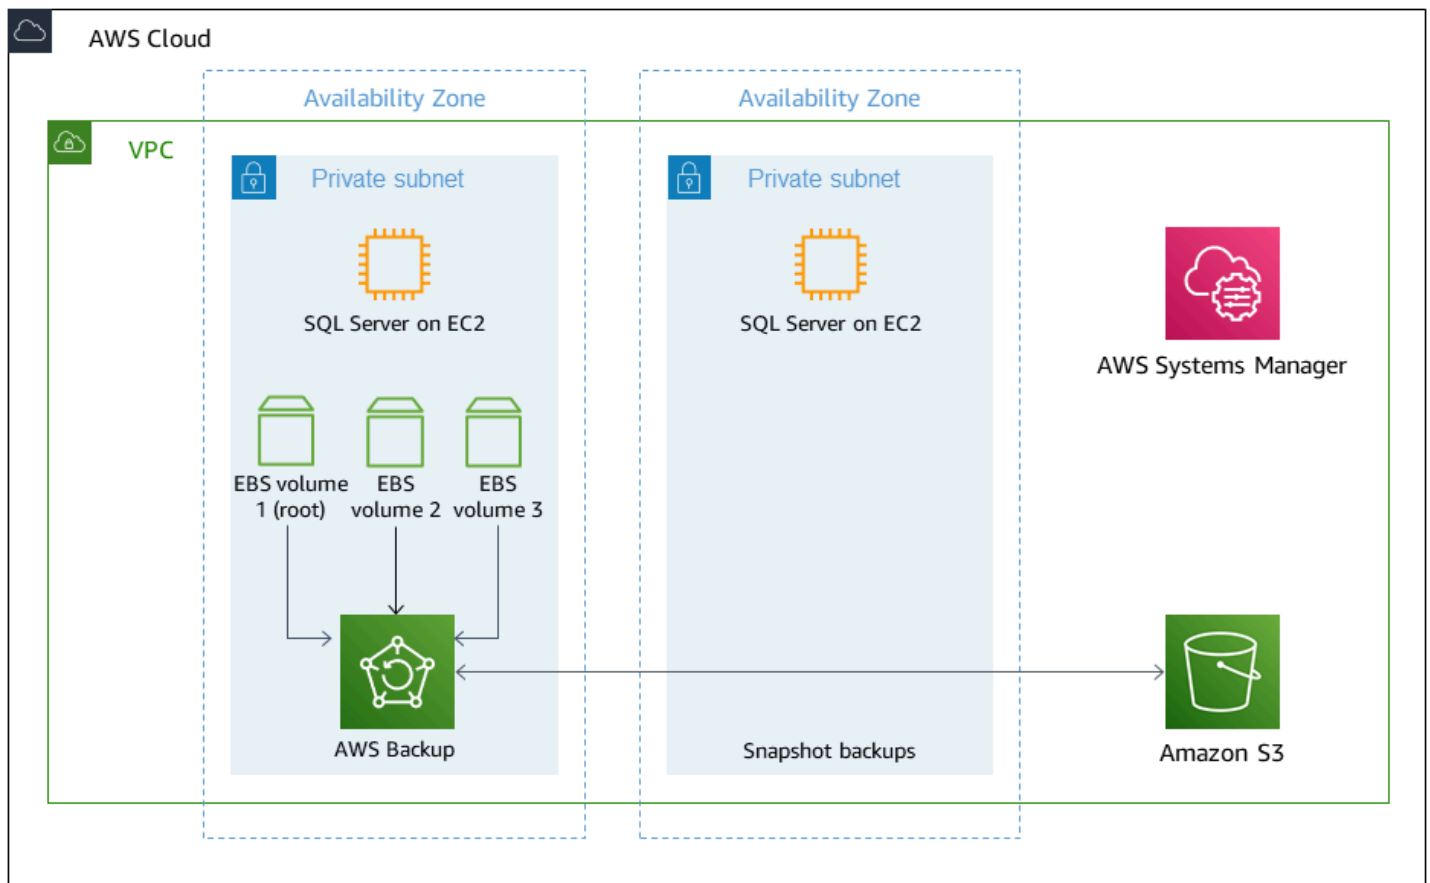 AWS Cloud
Availability Zone
Availability Zone
VPC
Private subnet
Private subnet
SQL Server on EC2
SQL Server on EC2
AWS Systems Manager
EBS volume
1 (root)
EBS
volume 2
EBS
volume 3
AWS Backup
Snapshot backups
Amazon S3